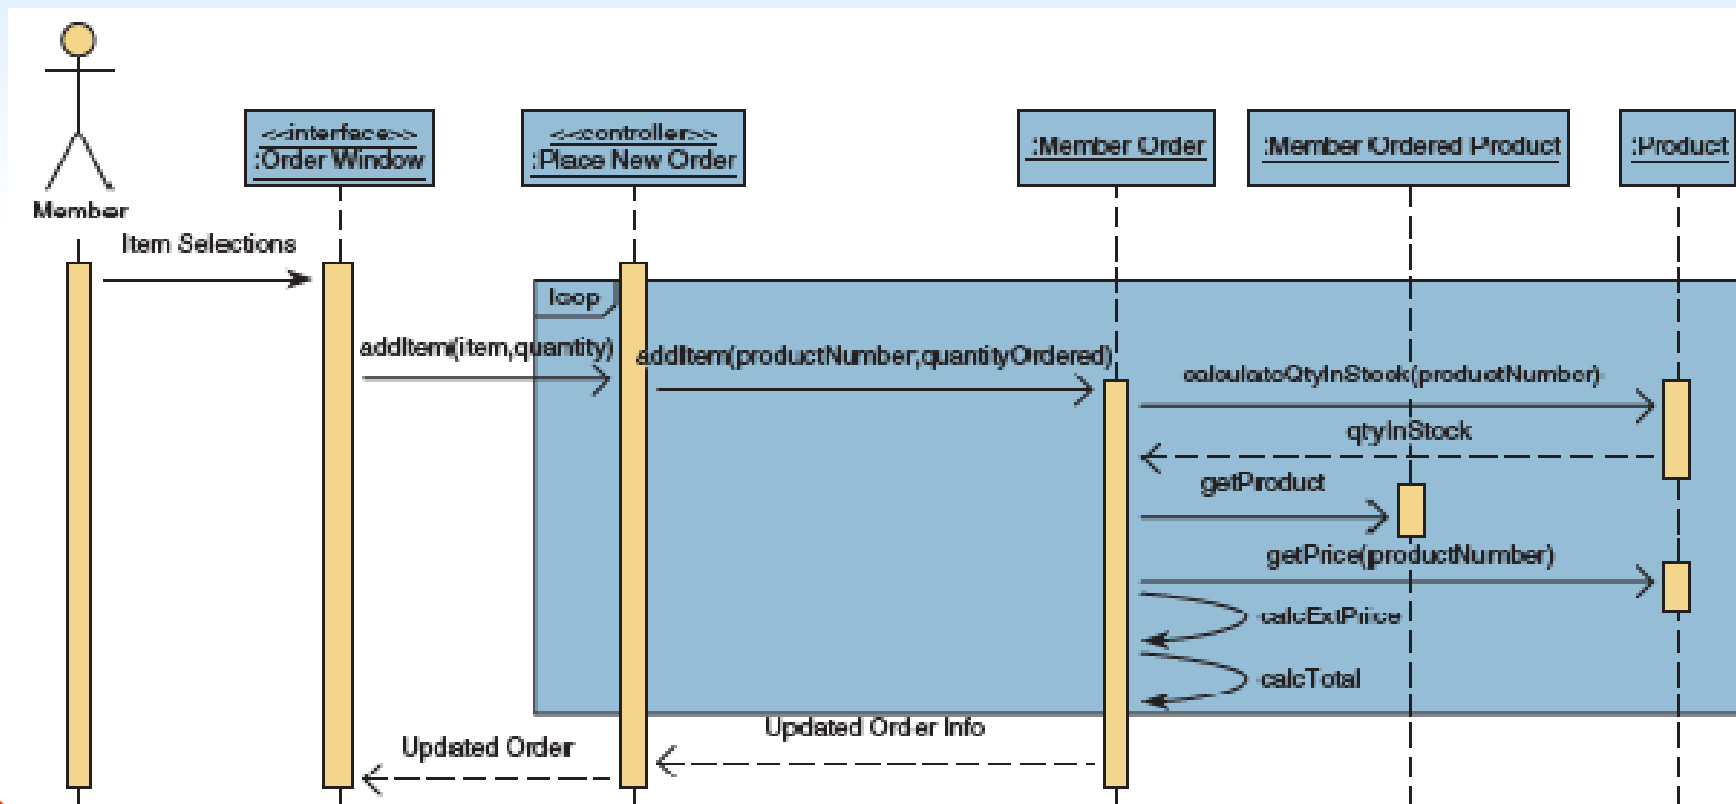 <<interface>>
:Order Window
<<controller>>
:Place New Order
:Member Order
:Member Ordered Product
:Product
Member
Item Selections
loop
addItem(item,quantity)
addItem(productNumber,quantityOrdered)
calculateQtyInStock(productNumber)
qtyInStock
getProduct
getPrice(productNumber)
calcExtPrice
calcTotal
Updated Order Info
Updated Order